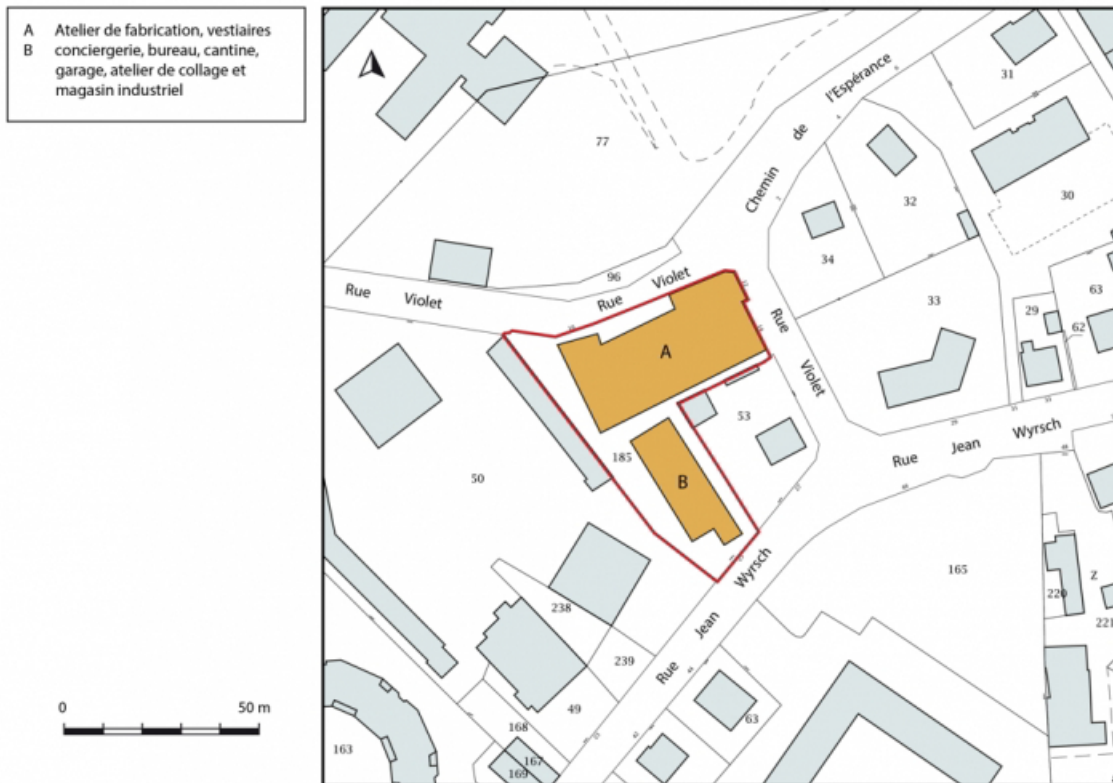 A Atelier de fabrication, vestiaires
B conciergerie, bureau, cantine,
garage, atelier de collage et
magasin industriel
0 50 m
31
77
Chemin de l'Espérance
30
32
34
96
Rue Violet
Rue Violet
33
63
29
62
A
Rue Violet
53
Rue Jean Wyrsch
185
50
B
165
Z
220
221
238
Rue Jean Wyrsch
239
49
63
168
163
167
169